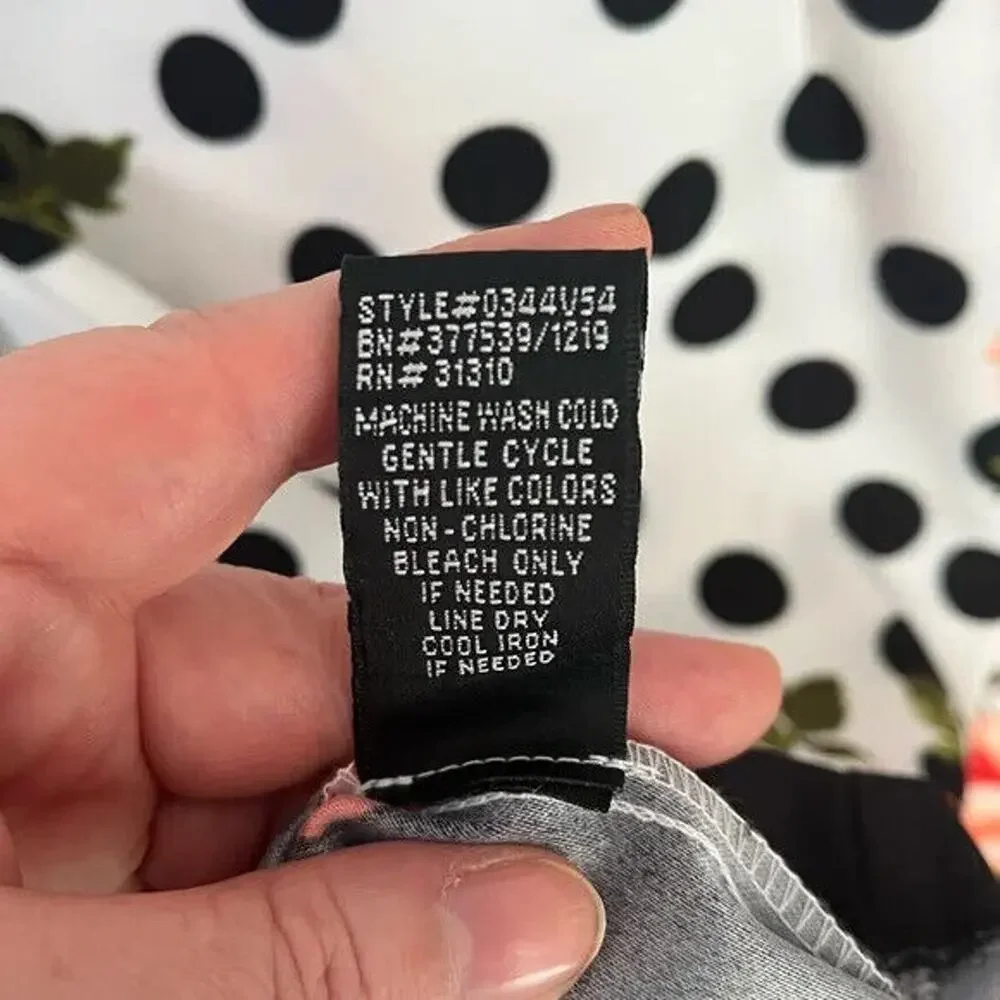 STYLE#0344V54
BN#377539/1219
RN# 31310
MACHINE WASH COLD
GENTLE CYCLE
WITH LIKE COLORS
NON-CHLORINE
BLEACH ONLY
IF NEEDED
LINE DRY
COOL IRON
IF NEEDED